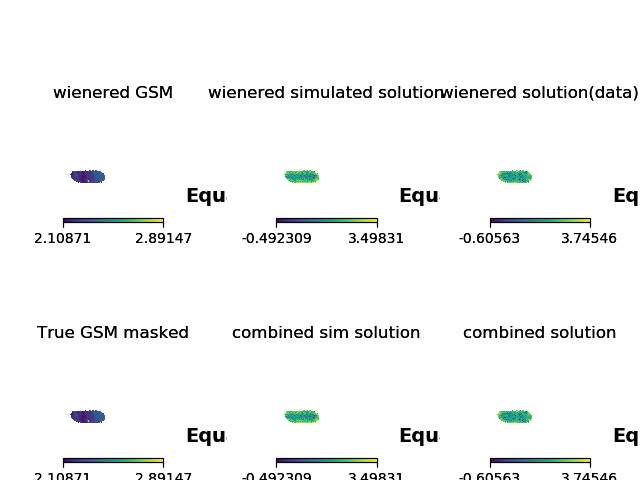 wienered GSM wienered simulated solution wienered solution(data)
Equ Equ Eq
2.10871 2.89147 -0.492309 3.49831 -0.60563 3.74546
True GSM masked combined sim solution combined solution
Equ Equ Eq
2.10871 2.89147 -0.492309 3.49831 -0.60563 3.74546